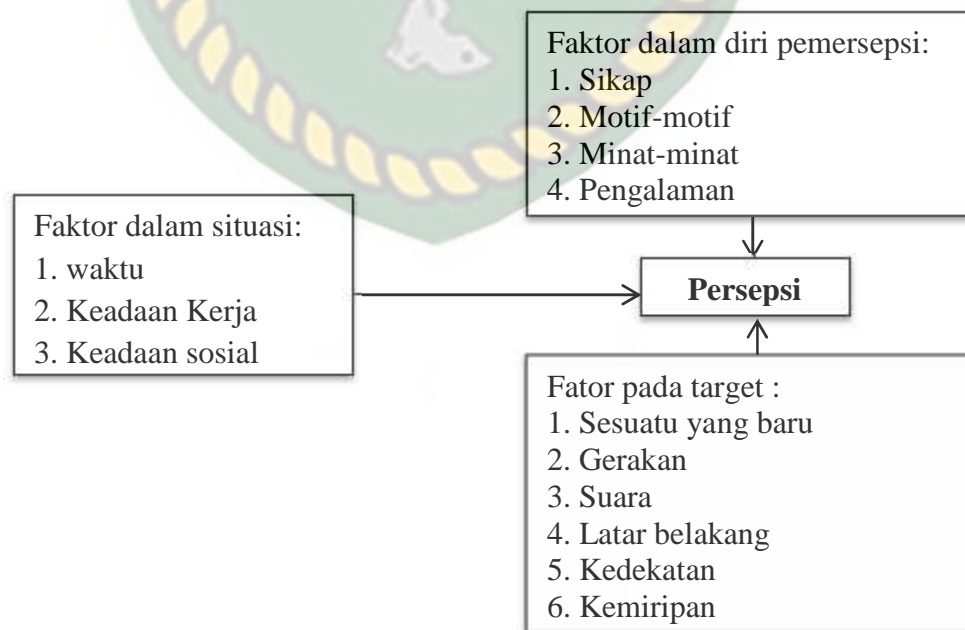 Faktor dalam diri pemersepsi:
1. Sikap
2. Motif-motif
3. Minat-minat
4. Pengalaman
Faktor dalam situasi:
1. waktu
2. Keadaan Kerja
3. Keadaan sosial
Persepsi
Fator pada target :
1. Sesuatu yang baru
2. Gerakan
3. Suara
4. Latar belakang
5. Kedekatan
6. Kemiripan